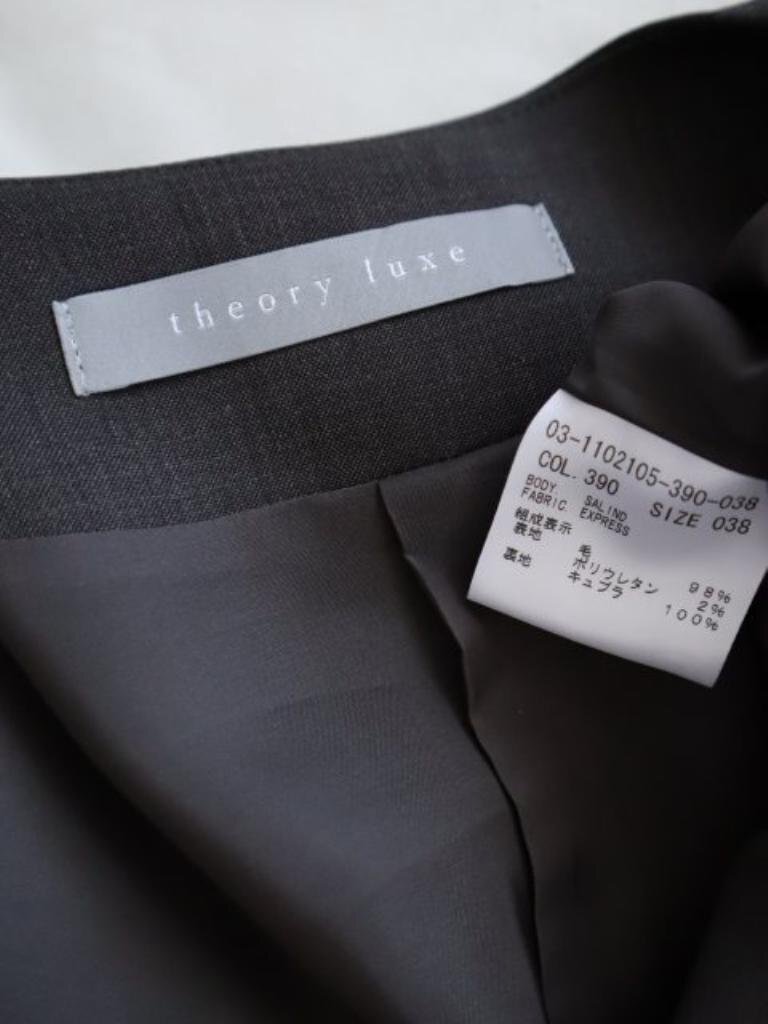 theory luxe
03-1102105-390-038
COL. 390 SIZE 038
BODY. SALIND
FABRIC. EXPRESS
組成表示
表地 毛 98%
ポリウレタン 2%
裏地 キュプラ 100%